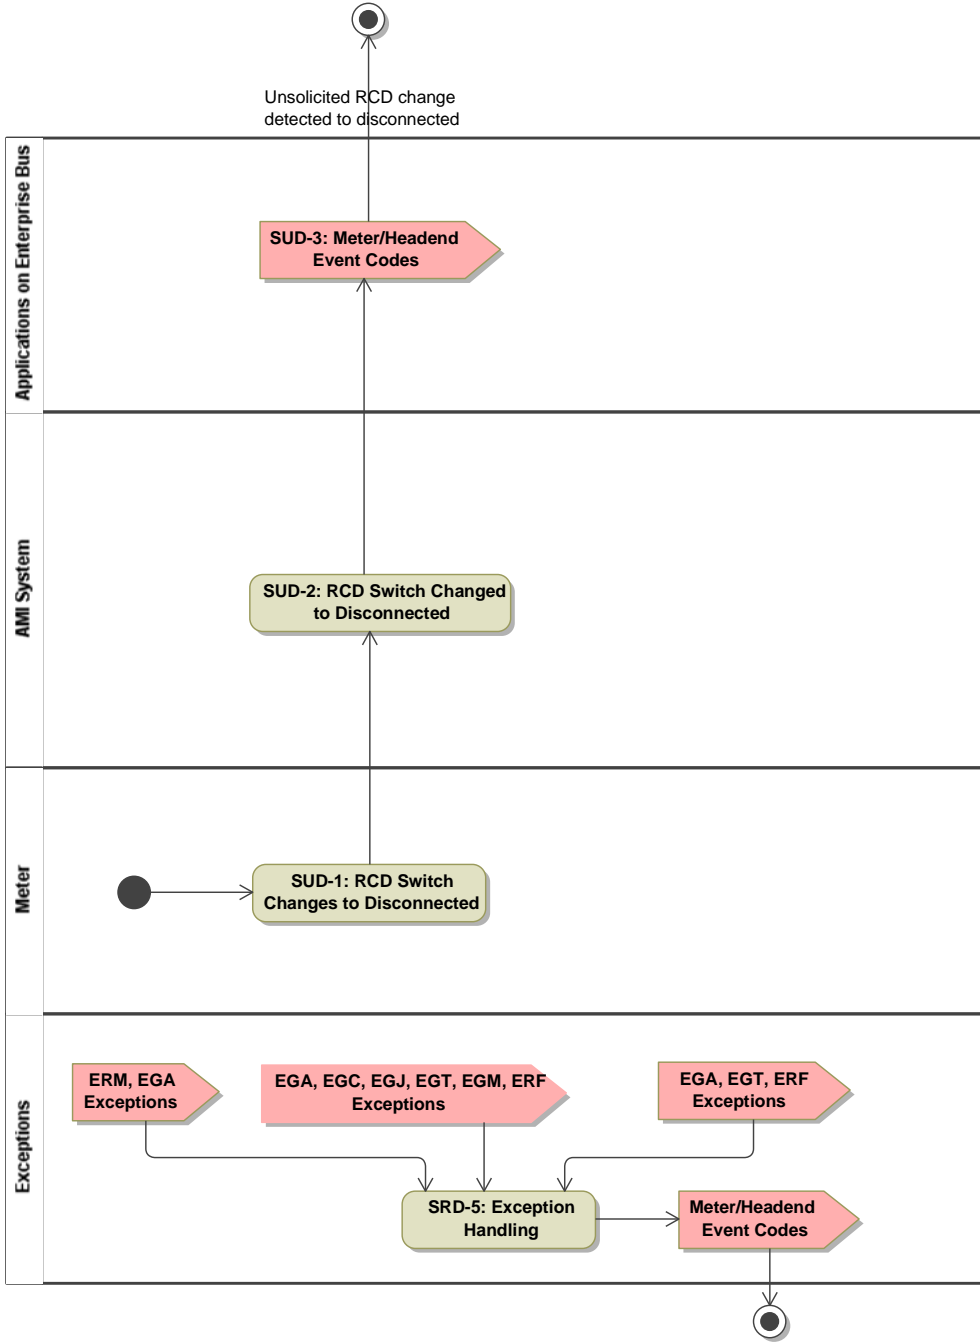 Unsolicited RCD change
detected to disconnected
Applications on Enterprise Bus
SUD-3: Meter/Headend
Event Codes
AMI System
SUD-2: RCD Switch Changed
to Disconnected
Meter
SUD-1: RCD Switch
Changes to Disconnected
Exceptions
ERM, EGA
Exceptions
EGA, EGC, EGJ, EGT, EGM, ERF
Exceptions
EGA, EGT, ERF
Exceptions
SRD-5: Exception
Handling
Meter/Headend
Event Codes